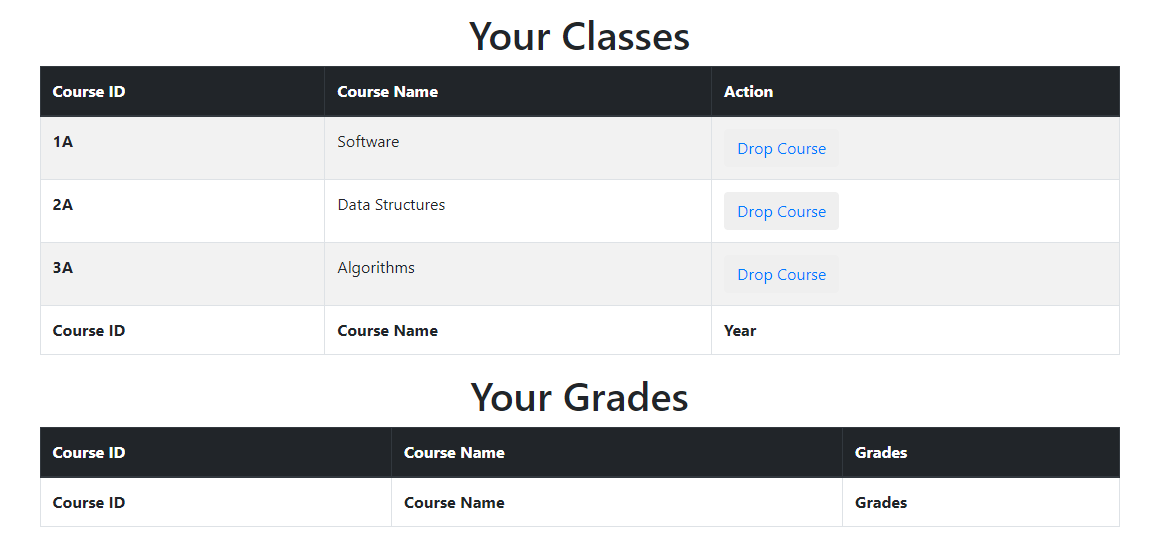 Your Classes
Course ID Course Name Action
1A Software Drop Course
2A Data Structures Drop Course
3A Algorithms Drop Course
Course ID Course Name Year
Your Grades
Course ID Course Name Grades
Course ID Course Name Grades